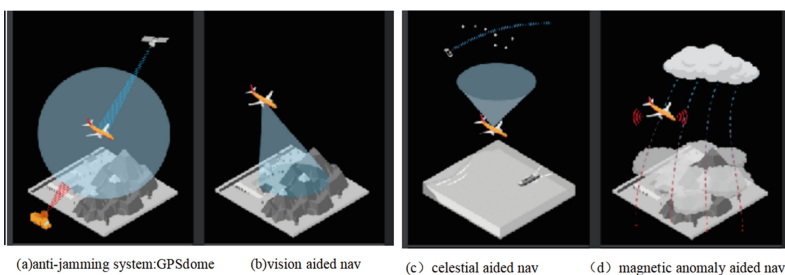 (a)anti-jamming system:GPSdome
(b)vision aided nav
（c）celestial aided nav
（d）magnetic anomaly aided nav